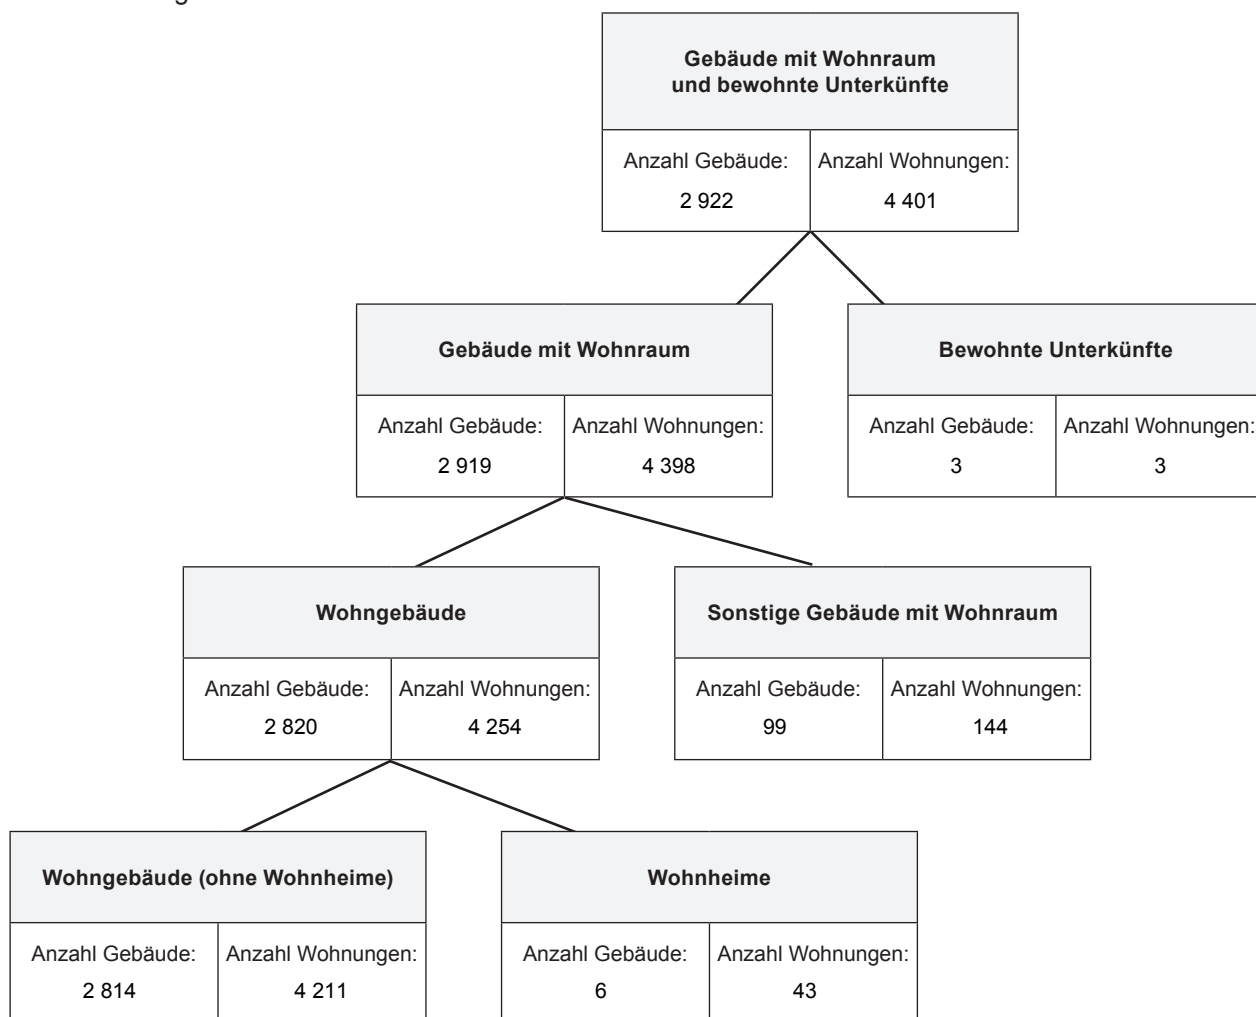 Gebäude mit Wohnraum
und bewohnte Unterkünfte
Anzahl Gebäude: Anzahl Wohnungen:
2 922 4 401
Gebäude mit Wohnraum Bewohnte Unterkünfte
Anzahl Gebäude: Anzahl Wohnungen: Anzahl Gebäude: Anzahl Wohnungen:
2 919 4 398 3 3
Wohngebäude Sonstige Gebäude mit Wohnraum
Anzahl Gebäude: Anzahl Wohnungen: Anzahl Gebäude: Anzahl Wohnungen:
2 820 4 254 99 144
Wohngebäude (ohne Wohnheime) Wohnheime
Anzahl Gebäude: Anzahl Wohnungen: Anzahl Gebäude: Anzahl Wohnungen:
2 814 4 211 6 43